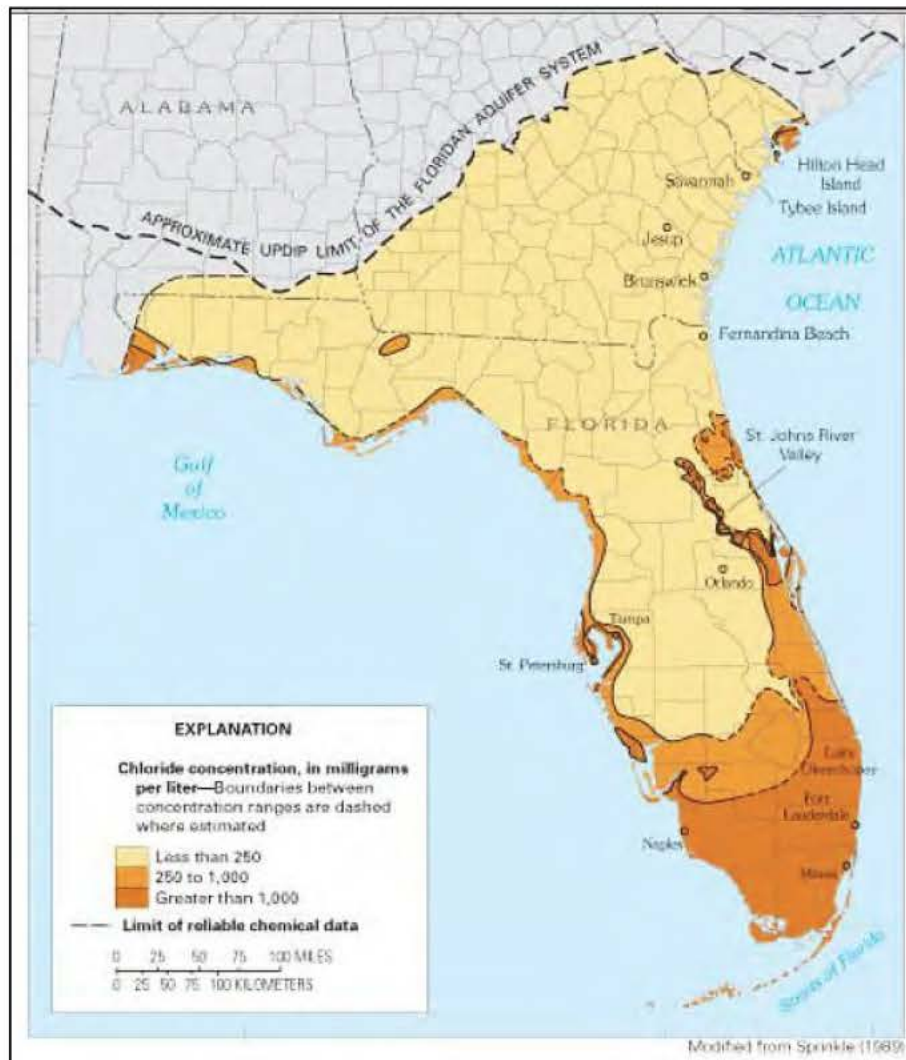 ALABAMA
APPROXIMATE UPDIP LIMIT OF THE FLORIDAN AQUIFER SYSTEM
Hilton Head
Island
Savannah
Tybee Island
Jesup
ATLANTIC
OCEAN
Brunswick
Fernandina Beach
FLORIDA
St. Johns River
Valley
Gulf
of
Mexico
Orlando
Tampa
St. Petersburg
Lake
Okeechobee
Fort
Lauderdale
Naples
Miami
Straits of Florida
EXPLANATION
Chloride concentration, in milligrams
per liter—Boundaries between
concentration ranges are dashed
where estimated
Less than 250
250 to 1,000
Greater than 1,000
Limit of reliable chemical data
0 25 50 75 100 MILES
0 25 50 75 100 KILOMETERS
Modified from Sprinkle (1989)